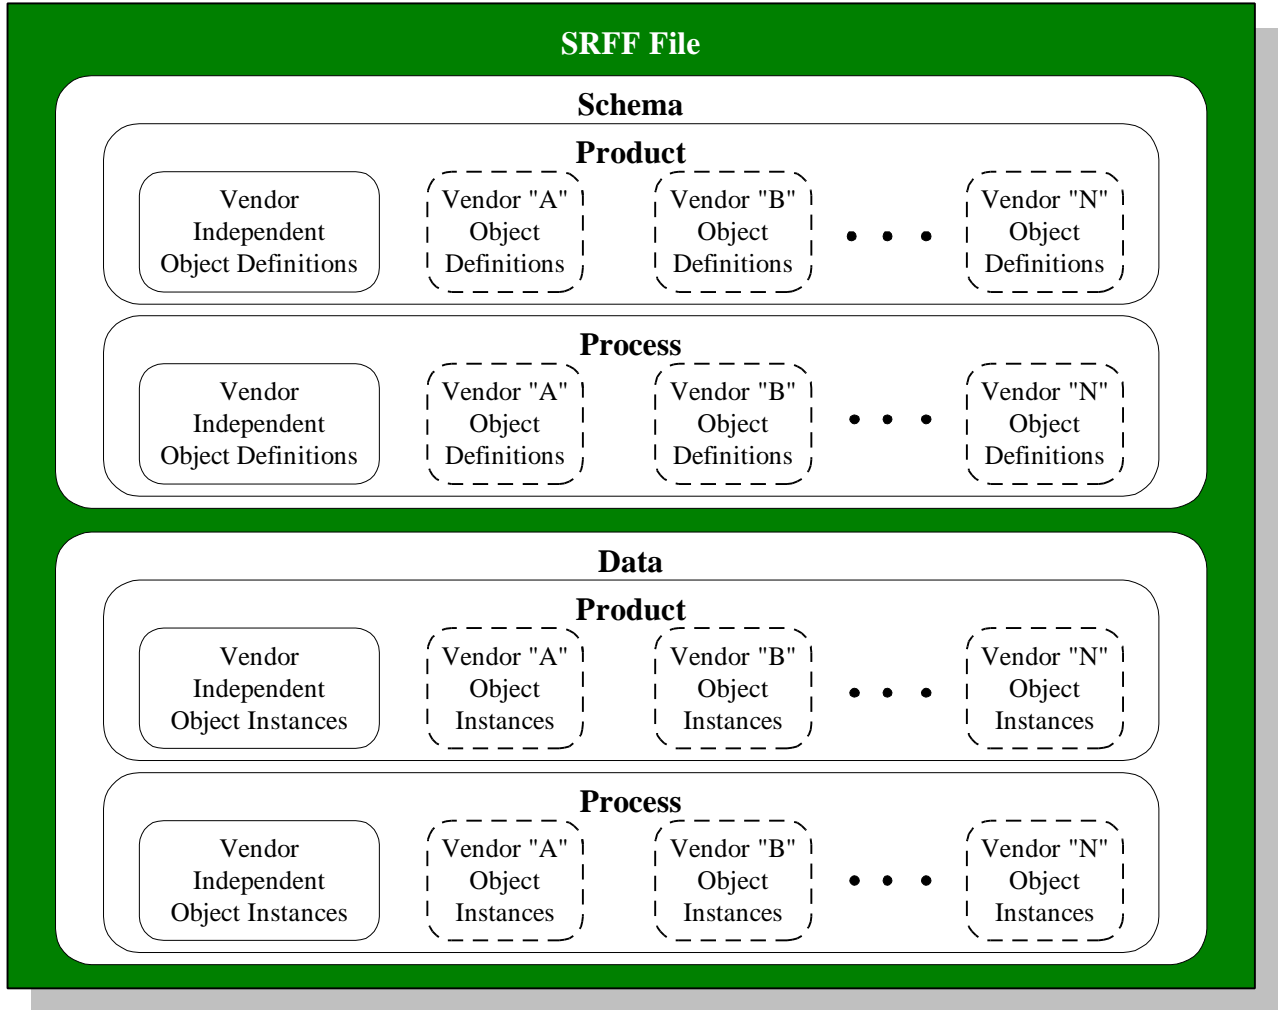 SRFF File
Schema
Product
Vendor
Independent
Object Definitions
Vendor "A"
Object
Definitions
Vendor "B"
Object
Definitions
Vendor "N"
Object
Definitions
Process
Vendor
Independent
Object Definitions
Vendor "A"
Object
Definitions
Vendor "B"
Object
Definitions
Vendor "N"
Object
Definitions
Data
Product
Vendor
Independent
Object Instances
Vendor "A"
Object
Instances
Vendor "B"
Object
Instances
Vendor "N"
Object
Instances
Process
Vendor
Independent
Object Instances
Vendor "A"
Object
Instances
Vendor "B"
Object
Instances
Vendor "N"
Object
Instances